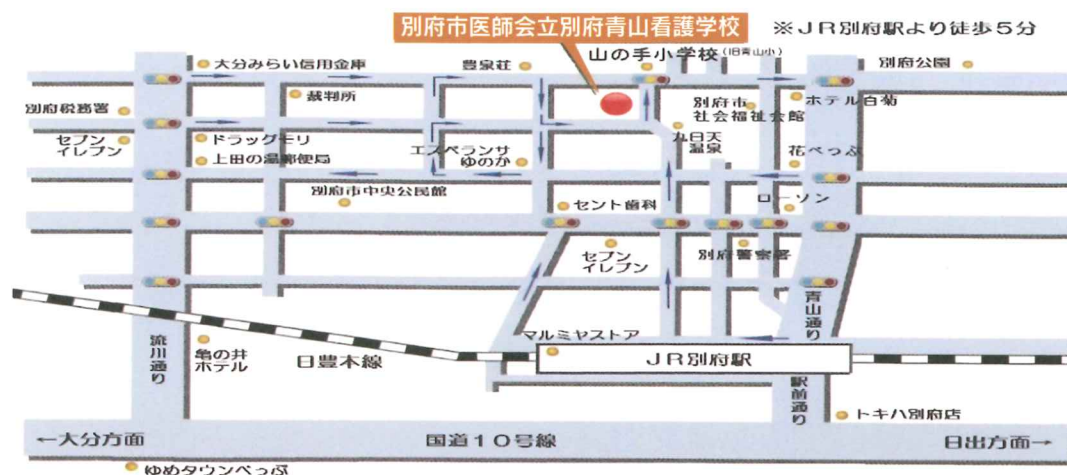 別府市医師会立別府青山看護学校
※JR別府駅より徒歩5分
大分みらい信用金庫
豊泉荘
山の手小学校(旧青山小)
別府公園
裁判所
別府税務署
別府市
社会福祉会館
ホテル白菊
セブン
イレブン
ドラッグモリ
上田の湯郵便局
エスペランサ
ゆのか
九日天
温泉
花べっぷ
別府市中央公民館
セント歯科
ローソン
セブン
イレブン
別府警察署
青山通り
マルミヤストア
流川通り
亀の井
ホテル
日豊本線
JR別府駅
駅前通り
トキハ別府店
←大分方面
国道10号線
日出方面→
ゆめタウンべっぷ